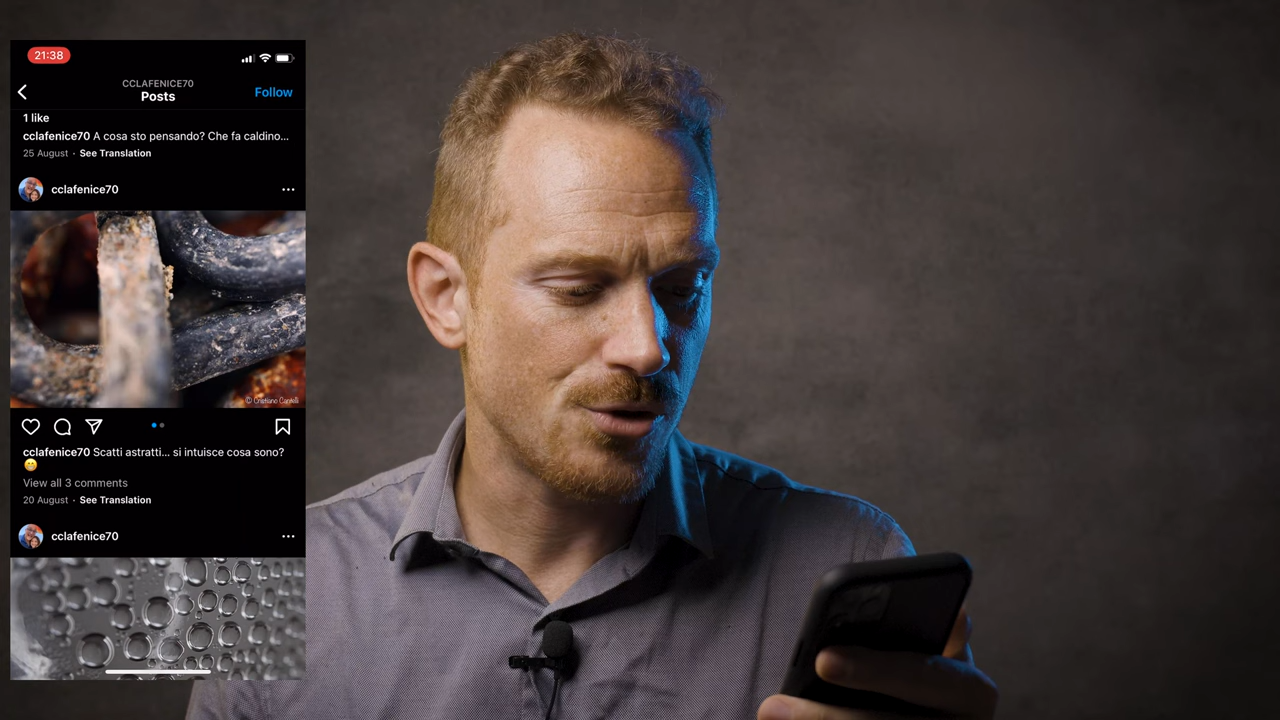 21:38
CCLAFENICE70
Posts
Follow
1 like
cclafenice70 A cosa sto pensando? Che fa caldino...
25 August · See Translation
cclafenice70
© Cristiano Cantelli
cclafenice70 Scatti astratti... si intuisce cosa sono?
🤭
View all 3 comments
20 August · See Translation
cclafenice70